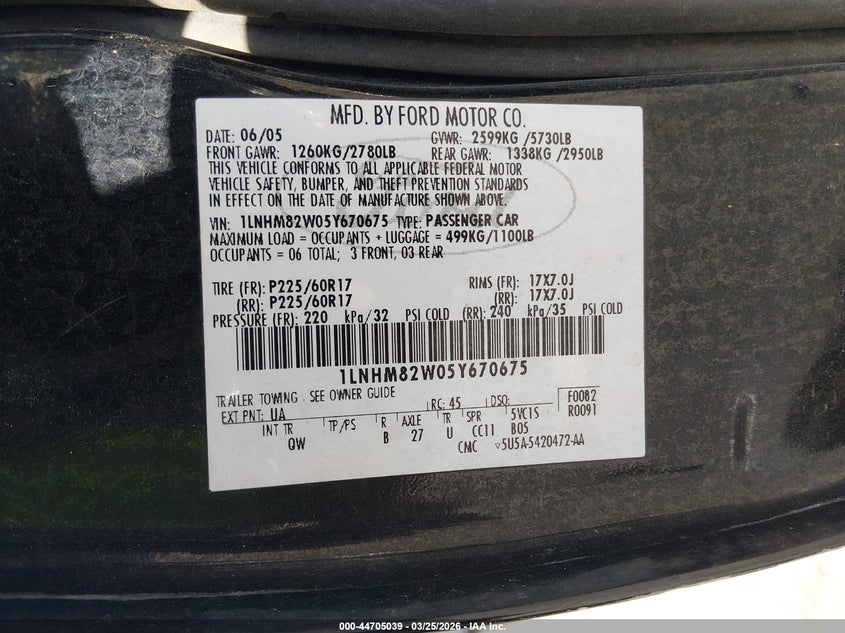 MFD. BY FORD MOTOR CO.
DATE: 06/05 GVWR: 2599KG /5730LB
FRONT GAWR: 1260KG/2780LB REAR GAWR: 1338KG /2950LB
THIS VEHICLE CONFORMS TO ALL APPLICABLE FEDERAL MOTOR
VEHICLE SAFETY, BUMPER, AND THEFT PREVENTION STANDARDS
IN EFFECT ON THE DATE OF MANUFACTURE SHOWN ABOVE.
VIN: 1LNHM82W05Y670675 TYPE: PASSENGER CAR
MAXIMUM LOAD = OCCUPANTS + LUGGAGE = 499KG/1100LB
OCCUPANTS = 06 TOTAL; 3 FRONT, 03 REAR
TIRE (FR): P225/60R17 RIMS (FR): 17X7.0J
(RR): P225/60R17 (RR): 17X7.0J
PRESSURE (FR): 220 kPa/32 PSI COLD (RR): 240 kPa/35 PSI COLD
1LNHM82W05Y670675
TRAILER TOWING - SEE OWNER GUIDE
EXT PNT: UA RC: 45 DSO: F0082
R0091
INT TR TP/PS R AXLE TR SPR 5VC1S
QW B 27 U CC11 B05
CMC ▿5U5A-5420472-AA
000-44705039 - 03/25/2026 - IAA